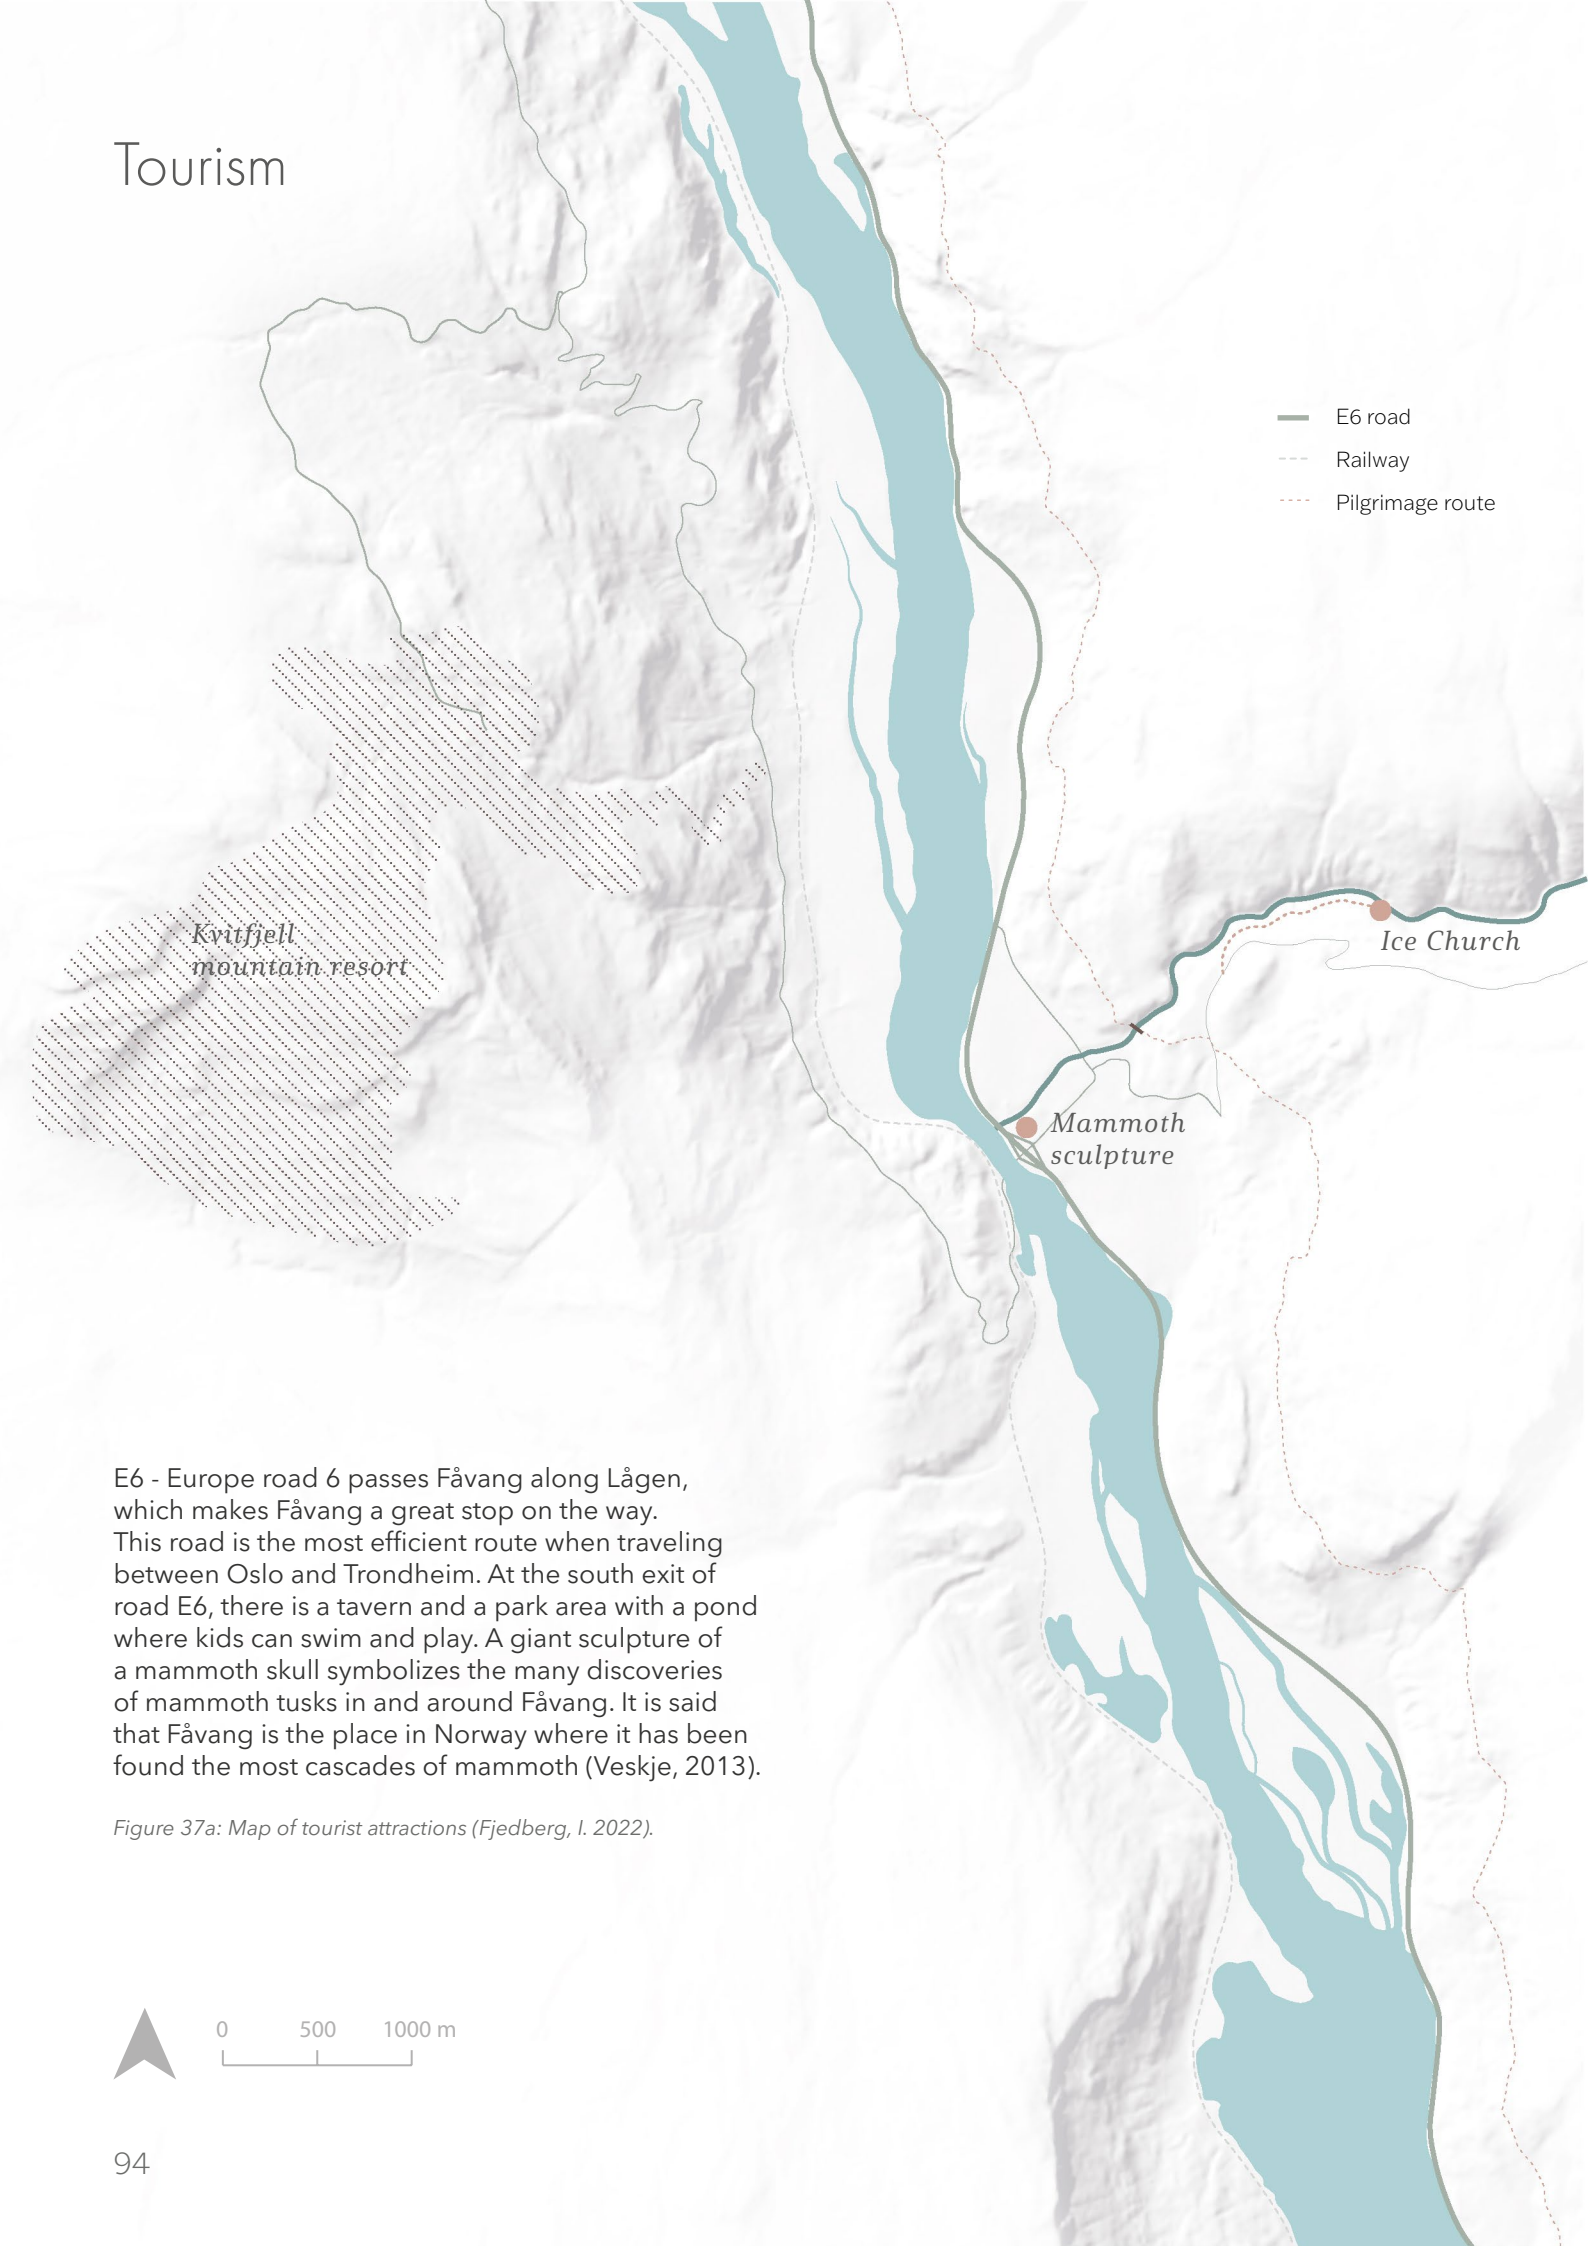 Tourism
E6 road
Railway
Pilgrimage route
Kvitfjell
mountain resort
Ice Church
Mammoth
sculpture
E6 - Europe road 6 passes Fåvang along Lågen,
which makes Fåvang a great stop on the way.
This road is the most efficient route when traveling
between Oslo and Trondheim. At the south exit of
road E6, there is a tavern and a park area with a pond
where kids can swim and play. A giant sculpture of
a mammoth skull symbolizes the many discoveries
of mammoth tusks in and around Fåvang. It is said
that Fåvang is the place in Norway where it has been
found the most cascades of mammoth (Veskje, 2013).
Figure 37a: Map of tourist attractions (Fjedberg, I. 2022).
0 500 1000 m
94